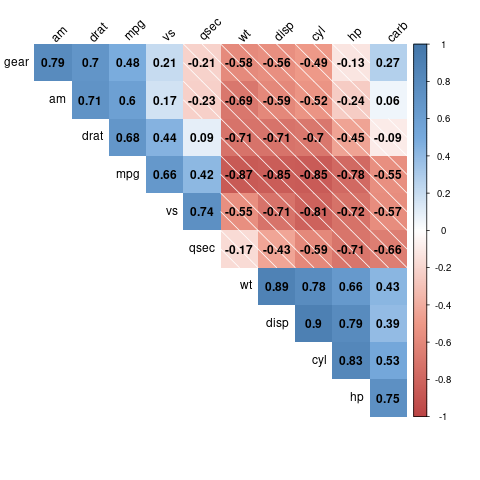 am drat mpg vs qsec wt disp cyl hp carb
gear 0.79 0.7 0.48 0.21 -0.21 -0.58 -0.56 -0.49 -0.13 0.27 1
am 0.71 0.6 0.17 -0.23 -0.69 -0.59 -0.52 -0.24 0.06 0.8
drat 0.68 0.44 0.09 -0.71 -0.71 -0.7 -0.45 -0.09 0.6
mpg 0.66 0.42 -0.87 -0.85 -0.85 -0.78 -0.55 0.4
vs 0.74 -0.55 -0.71 -0.81 -0.72 -0.57 0.2
qsec -0.17 -0.43 -0.59 -0.71 -0.66 0
wt 0.89 0.78 0.66 0.43 -0.2
disp 0.9 0.79 0.39 -0.4
cyl 0.83 0.53 -0.6
hp 0.75 -0.8
-1